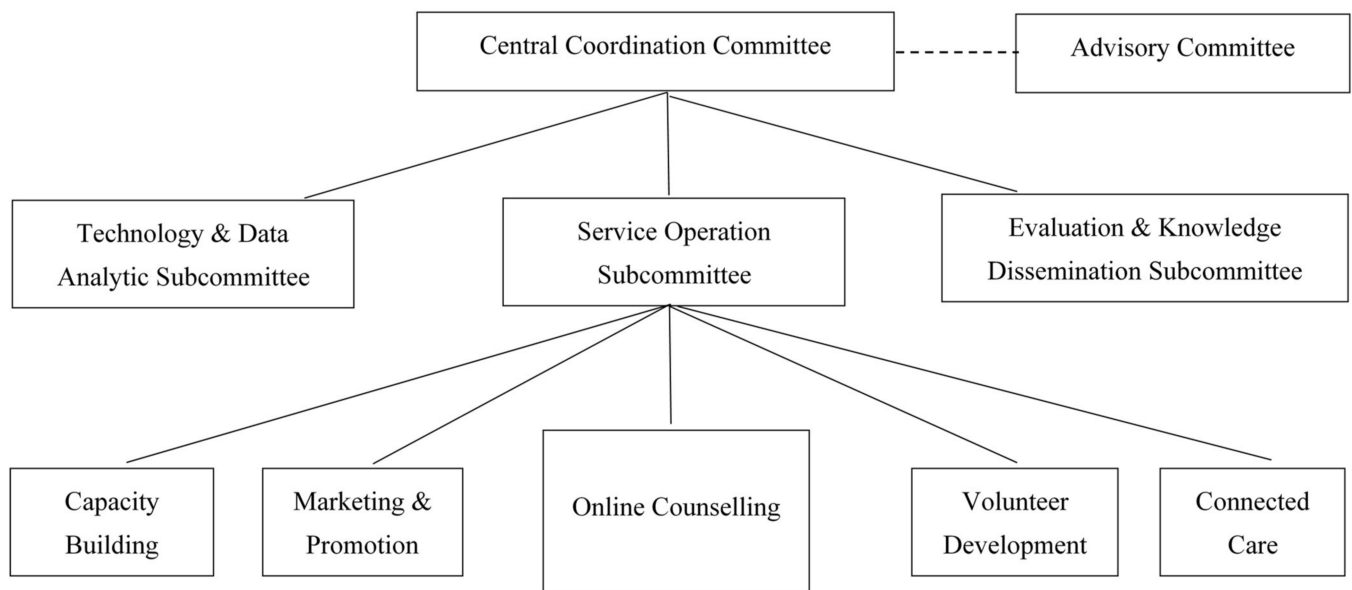 Central Coordination Committee
Advisory Committee
Technology & Data
Analytic Subcommittee
Service Operation
Subcommittee
Evaluation & Knowledge
Dissemination Subcommittee
Capacity
Building
Marketing &
Promotion
Online Counselling
Volunteer
Development
Connected
Care